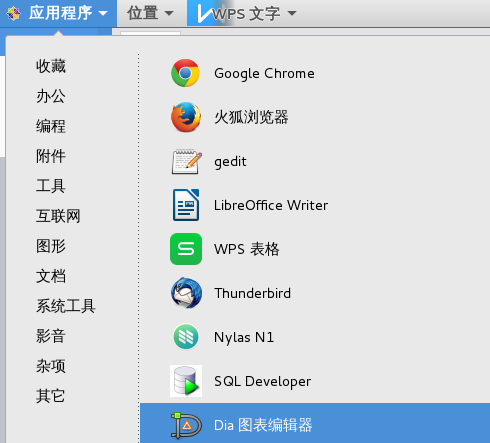 应用程序 位置 WPS 文字
收藏
办公
编程
附件
工具
互联网
图形
文档
系统工具
影音
杂项
其它
Google Chrome
火狐浏览器
gedit
LibreOffice Writer
WPS 表格
Thunderbird
Nylas N1
SQL Developer
Dia 图表编辑器